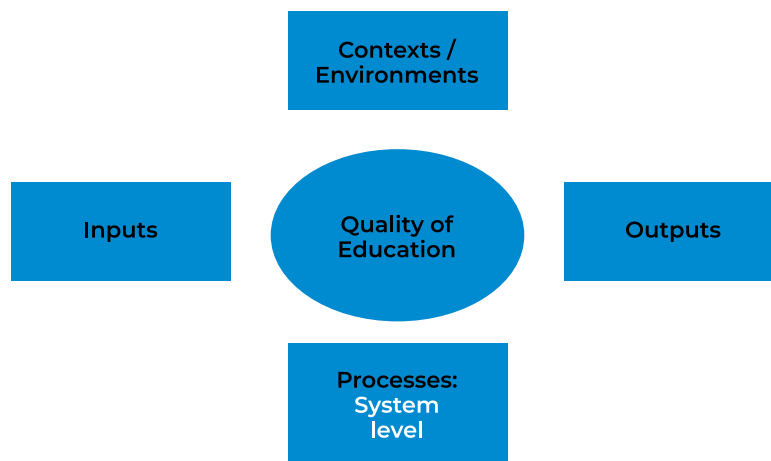 Contexts /
Environments
Inputs
Quality of
Education
Outputs
Processes:
System
level